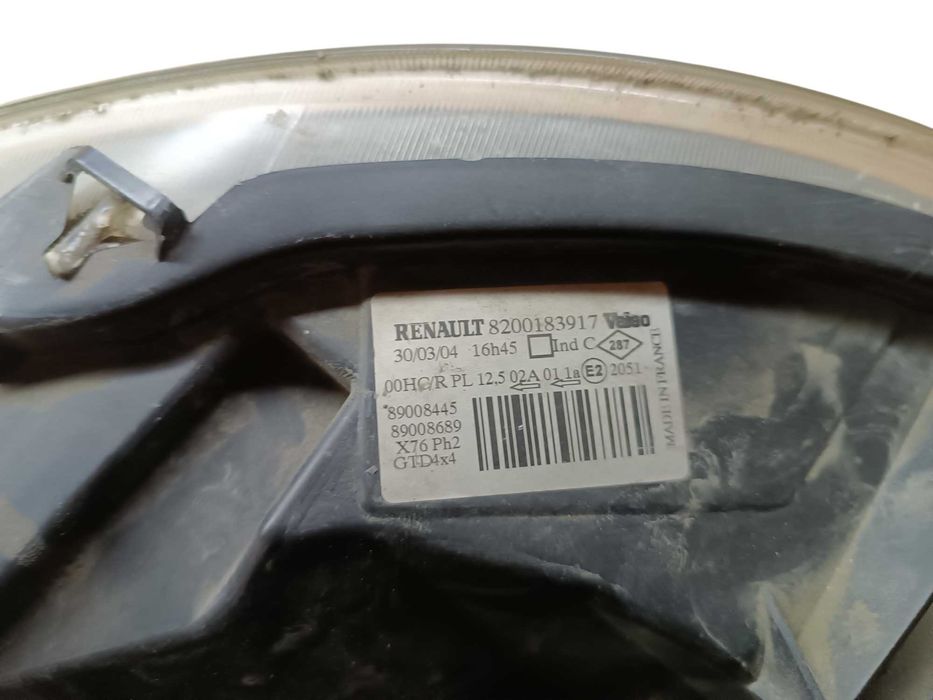 RENAULT 8200183917 Valeo
30/03/04 16h45 Ind C 287
00HC/R PL 12,5 02A 01 1a E2 2051
89008445
89008689
X76 Ph2
GTD4x4
MADE IN FRANCE